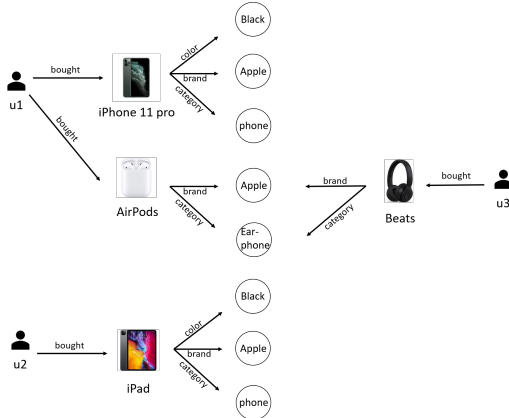 Black
color
bought
brand
Apple
u1
category
iPhone 11 pro
phone
bought
brand
Apple
brand
bought
AirPods
category
category
Beats
u3
Ear-
phone
Black
color
bought
brand
Apple
u2
category
iPad
phone